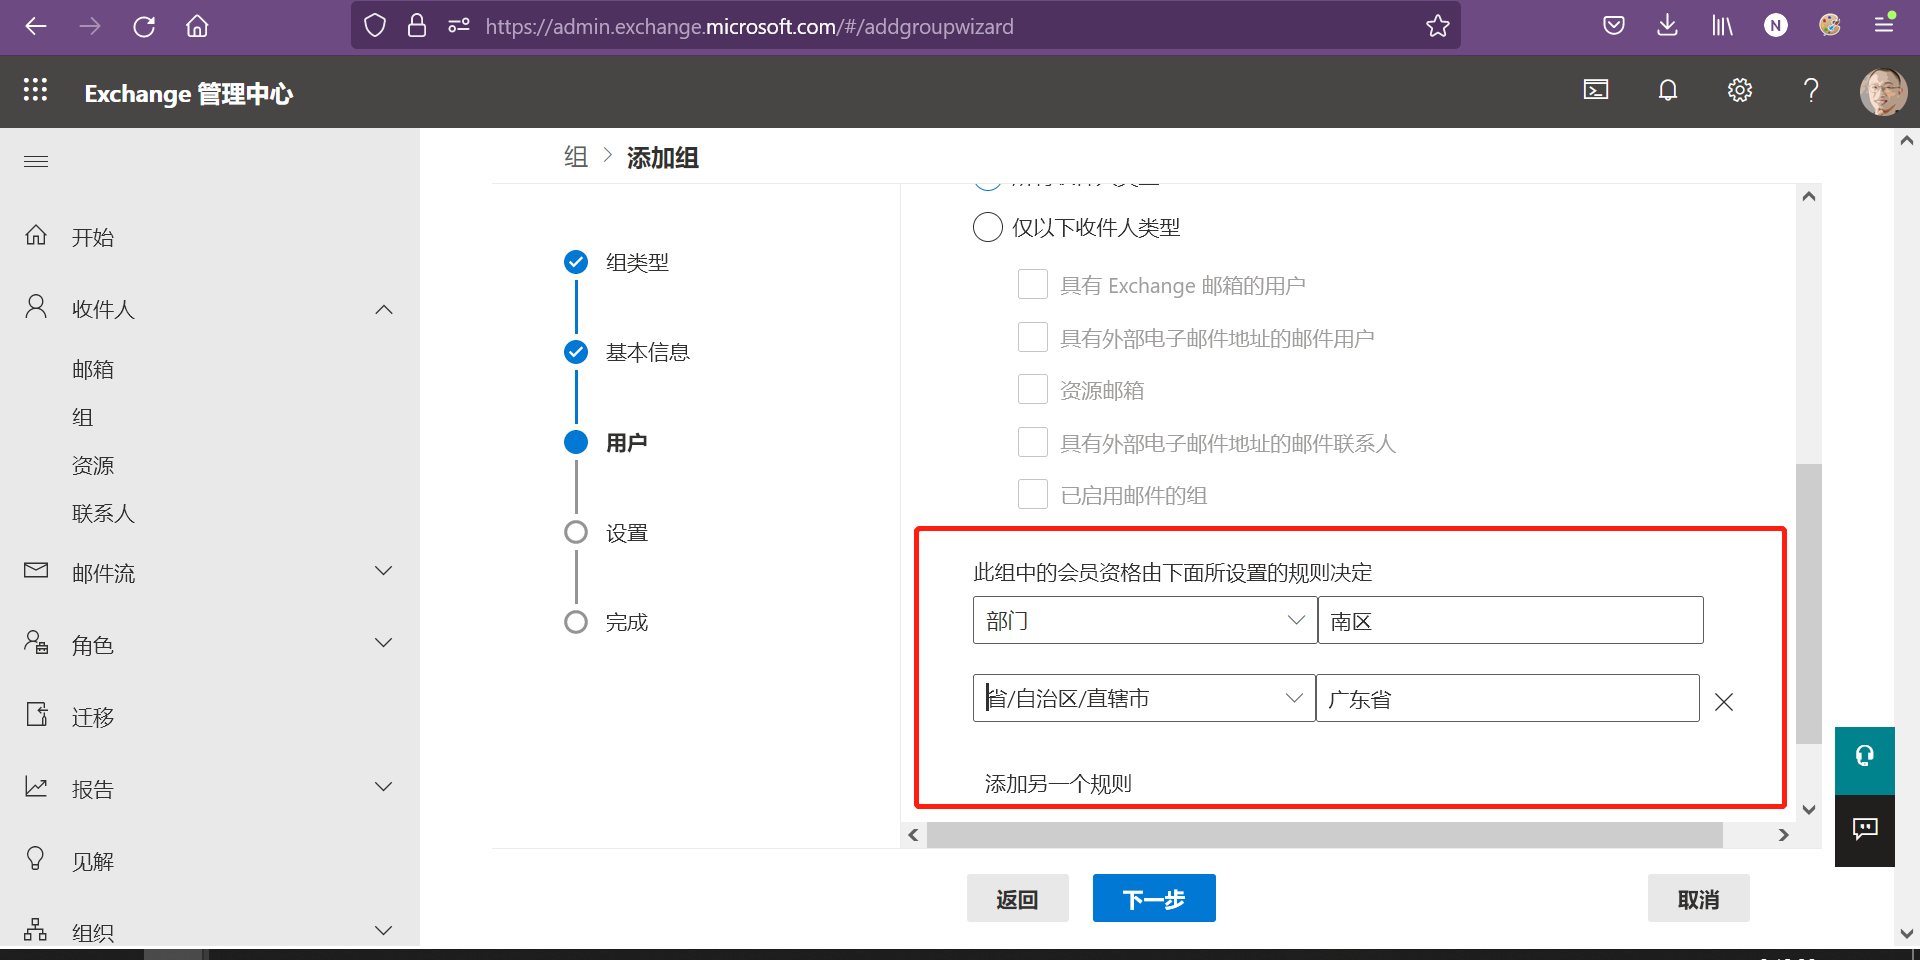 https://admin.exchange.microsoft.com/#/addgroupwizard
N
Exchange 管理中心
组 > 添加组
开始
收件人
邮箱
组
资源
联系人
邮件流
角色
迁移
报告
见解
组织
组类型
基本信息
用户
设置
完成
仅以下收件人类型
具有 Exchange 邮箱的用户
具有外部电子邮件地址的邮件用户
资源邮箱
具有外部电子邮件地址的邮件联系人
已启用邮件的组
此组中的会员资格由下面所设置的规则决定
部门 南区
省/自治区/直辖市 广东省
添加另一个规则
返回 下一步 取消